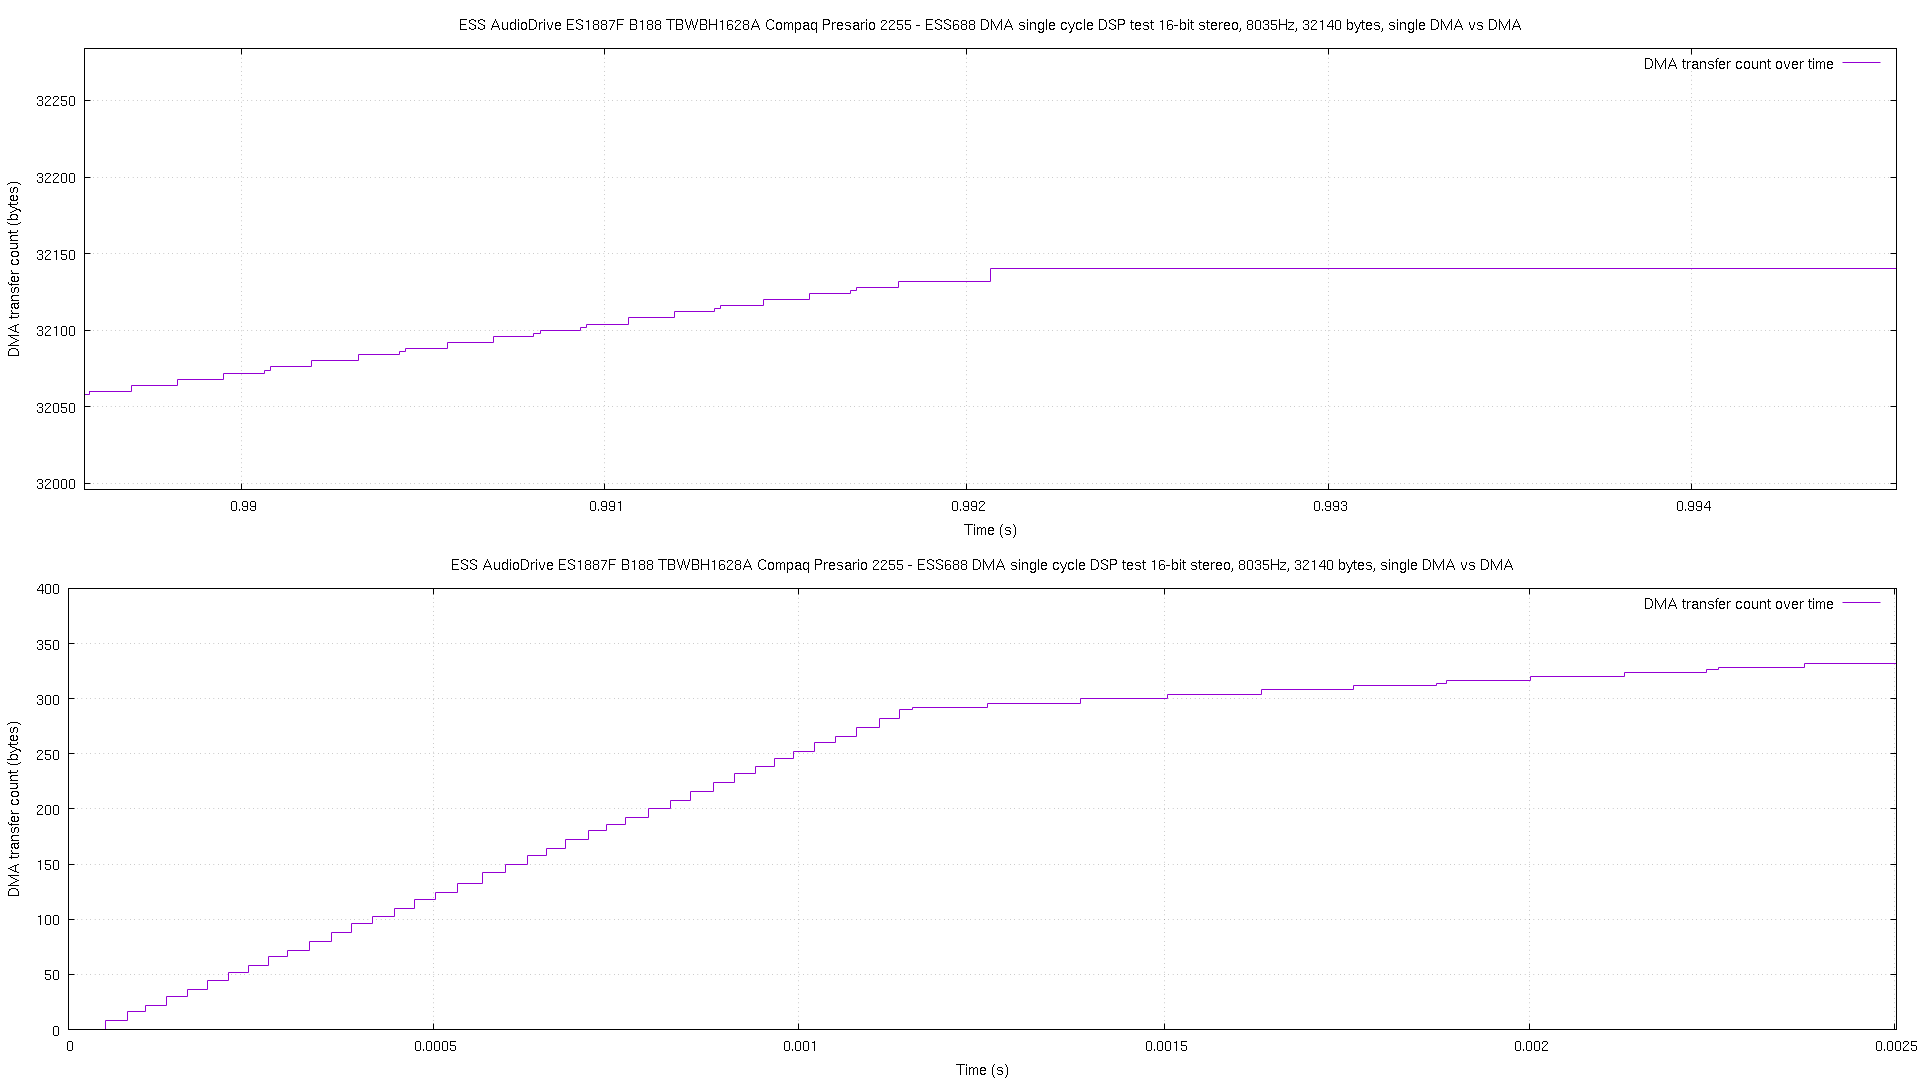 ESS AudioDrive ES1887F B188 TBWBH1628A Compaq Presario 2255 - ESS688 DMA single cycle DSP test 16-bit stereo, 8035Hz, 32140 bytes, single DMA vs DMA
DMA transfer count over time
32250
32200
32150
32100
32050
32000
DMA transfer count (bytes)
0.99 0.991 0.992 0.993 0.994
Time (s)
ESS AudioDrive ES1887F B188 TBWBH1628A Compaq Presario 2255 - ESS688 DMA single cycle DSP test 16-bit stereo, 8035Hz, 32140 bytes, single DMA vs DMA
DMA transfer count over time
400
350
300
250
200
150
100
50
0
DMA transfer count (bytes)
0 0.0005 0.001 0.0015 0.002 0.0025
Time (s)